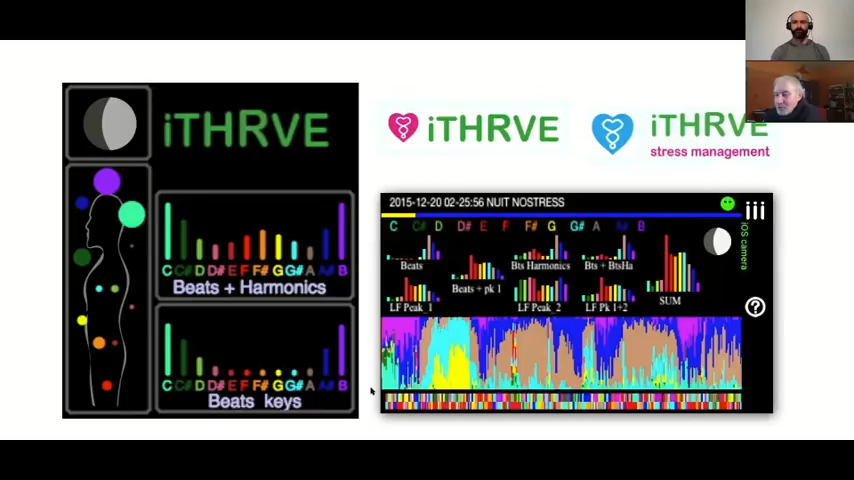 iTHRVE
C C# D D# E F F# G G# A A# B
Beats + Harmonics
C C# D D# E F F# G G# A A# B
Beats keys
iTHRVE
iTHRVE
stress management
2015-12-20 02-25:56 NUIT NOSTRESS
C D D# E F F# G G# A A# B
Beats
Beats + pk 1
Bts Harmonics
Bts + BtsHa
LF Peak_1
LF Peak_2
LF Pk 1+2
SUM
iOS camera
?